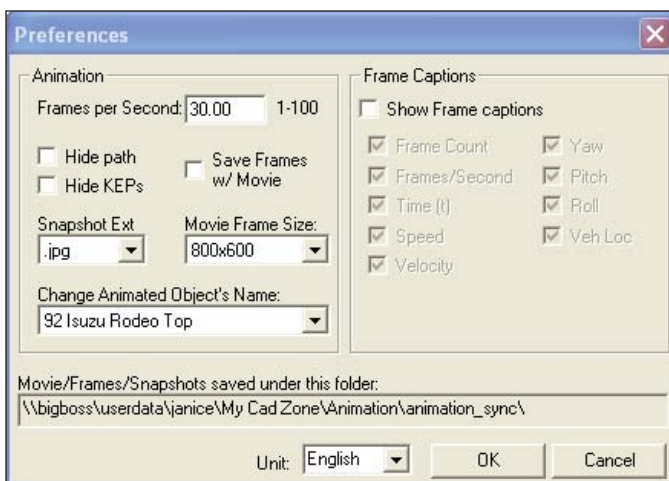 Preferences
Animation
Frames per Second: 30.00 1-100
Hide path
Hide KEPs
Save Frames
w/ Movie
Snapshot Ext
.jpg
Movie Frame Size:
800x600
Change Animated Object's Name:
92 Isuzu Rodeo Top
Frame Captions
Show Frame captions
Frame Count
Frames/Second
Time (t)
Speed
Velocity
Yaw
Pitch
Roll
Veh Loc
Movie/Frames/Snapshots saved under this folder:
\\bigboss\userdata\janice\My Cad Zone\Animation\animation_sync\
Unit: English
OK
Cancel